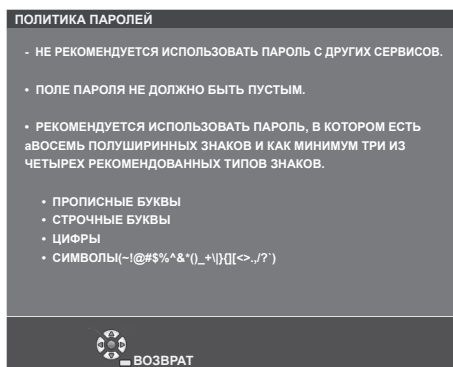 ПОЛИТИКА ПАРОЛЕЙ
- НЕ РЕКОМЕНДУЕТСЯ ИСПОЛЬЗОВАТЬ ПАРОЛЬ С ДРУГИХ СЕРВИСОВ.
• ПОЛЕ ПАРОЛЯ НЕ ДОЛЖНО БЫТЬ ПУСТЫМ.
• РЕКОМЕНДУЕТСЯ ИСПОЛЬЗОВАТЬ ПАРОЛЬ, В КОТОРОМ ЕСТЬ
аВОСЕМЬ ПОЛУШИРИННЫХ ЗНАКОВ И КАК МИНИМУМ ТРИ ИЗ
ЧЕТЫРЕХ РЕКОМЕНДОВАННЫХ ТИПОВ ЗНАКОВ.
• ПРОПИСНЫЕ БУКВЫ
• СТРОЧНЫЕ БУКВЫ
• ЦИФРЫ
• СИМВОЛЫ(~!@#$%^&*()_+\|}{][<>.,/?`)
ВОЗВРАТ